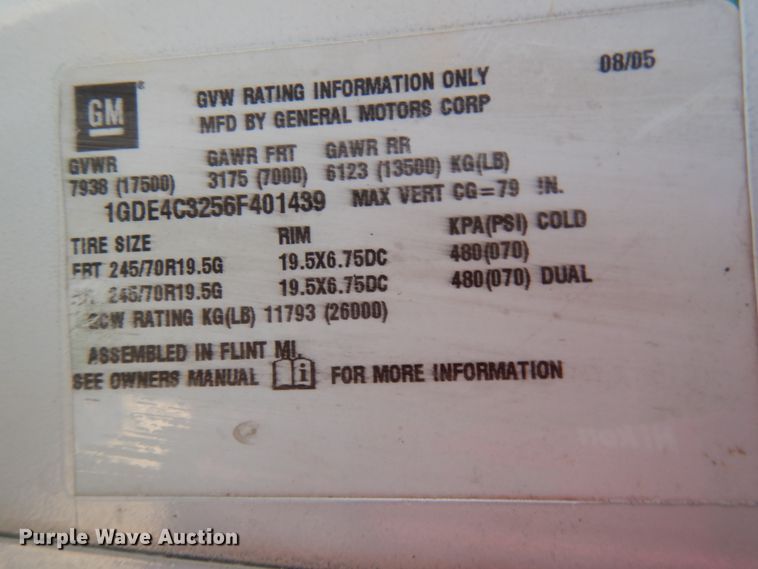 GM
GVW RATING INFORMATION ONLY
08/05
MFD BY GENERAL MOTORS CORP
GVWR GAWR FRT GAWR RR
7938 (17500) 3175 (7000) 6123 (13500) KG(LB)
1GDE4C3256F401439 MAX VERT CG=79 IN.
TIRE SIZE RIM KPA(PSI) COLD
FRT 245/70R19.5G 19.5X6.75DC 480(070)
245/70R19.5G 19.5X6.75DC 480(070) DUAL
GCW RATING KG(LB) 11793 (26000)
ASSEMBLED IN FLINT MI.
SEE OWNERS MANUAL i FOR MORE INFORMATION
Purple Wave Auction